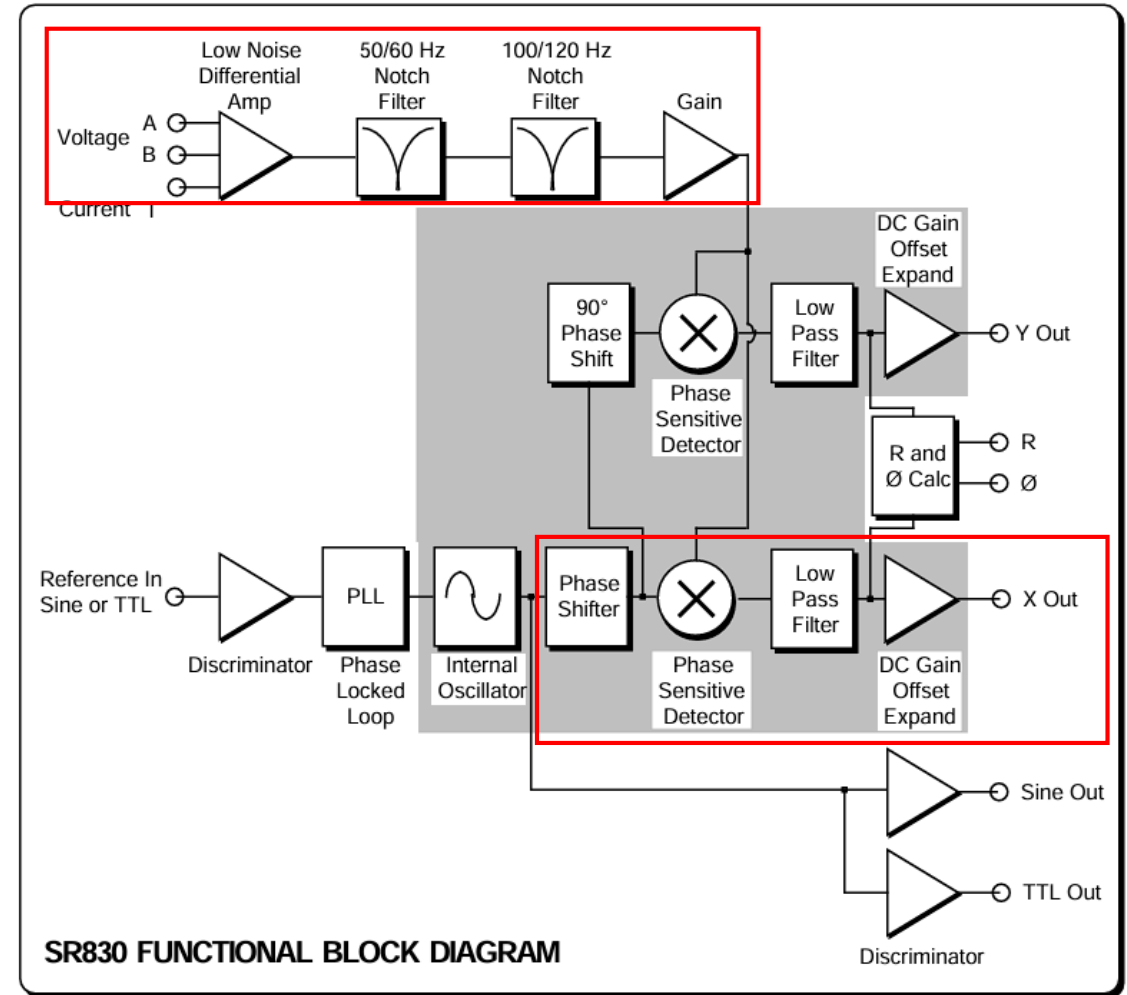 Low Noise
Differential
Amp
50/60 Hz
Notch
Filter
100/120 Hz
Notch
Filter
Gain
Voltage
A
B
Current I
DC Gain
Offset
Expand
90°
Phase
Shift
Low
Pass
Filter
Y Out
Phase
Sensitive
Detector
R and
Ø Calc
R
Ø
Reference In
Sine or TTL
Discriminator
PLL
Phase
Locked
Loop
Internal
Oscillator
Phase
Shifter
Phase
Sensitive
Detector
Low
Pass
Filter
DC Gain
Offset
Expand
X Out
Sine Out
TTL Out
Discriminator
SR830 FUNCTIONAL BLOCK DIAGRAM